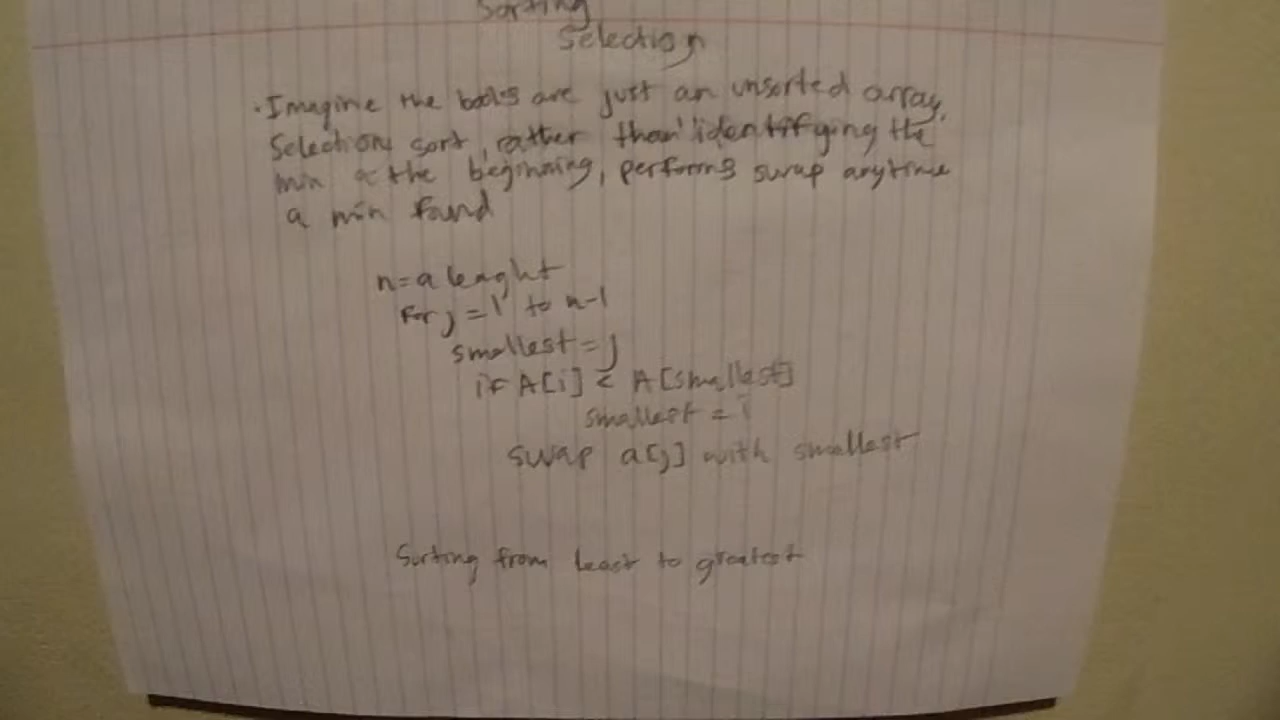 Sorting
Selection
· Imagine the books are just an unsorted array.
Selection sort, rather than identifying the
min at the beginning, performs swap anytime
a min found
n = a lenght
For j = 1 to n-1
smallest = j
if A[i] < A[smallest]
smallest = i
swap a[j] with smallest
Sorting from least to greatest